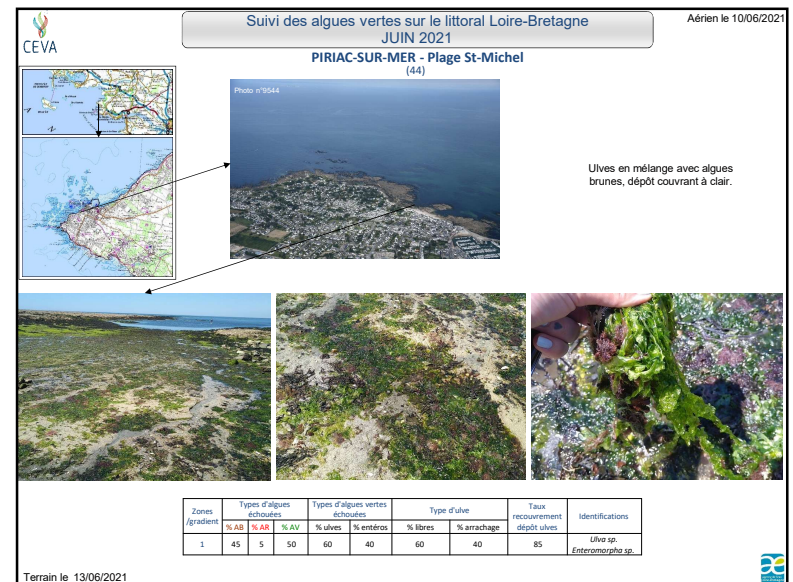 CEVA
Suivi des algues vertes sur le littoral Loire-Bretagne
JUIN 2021
Aérien le 10/06/2021
PIRIAC-SUR-MER - Plage St-Michel
(44)
Photo n°9544
Ulves en mélange avec algues
brunes, dépôt couvrant à clair.
Zones /gradient
Types d'algues échouées
Types d'algues vertes échouées
Type d'ulve
Taux recouvrement dépôt ulves
Identifications
% AB % AR % AV % ulves % entéros % libres % arrachage
1 45 5 50 60 40 60 40 85 Ulva sp.
Enteromorpha sp.
Terrain le 13/06/2021